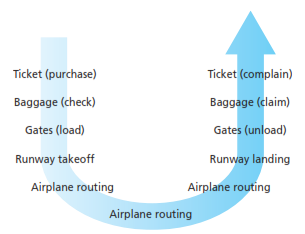 Ticket (purchase)
Baggage (check)
Gates (load)
Runway takeoff
Airplane routing
Airplane routing
Airplane routing
Runway landing
Gates (unload)
Baggage (claim)
Ticket (complain)